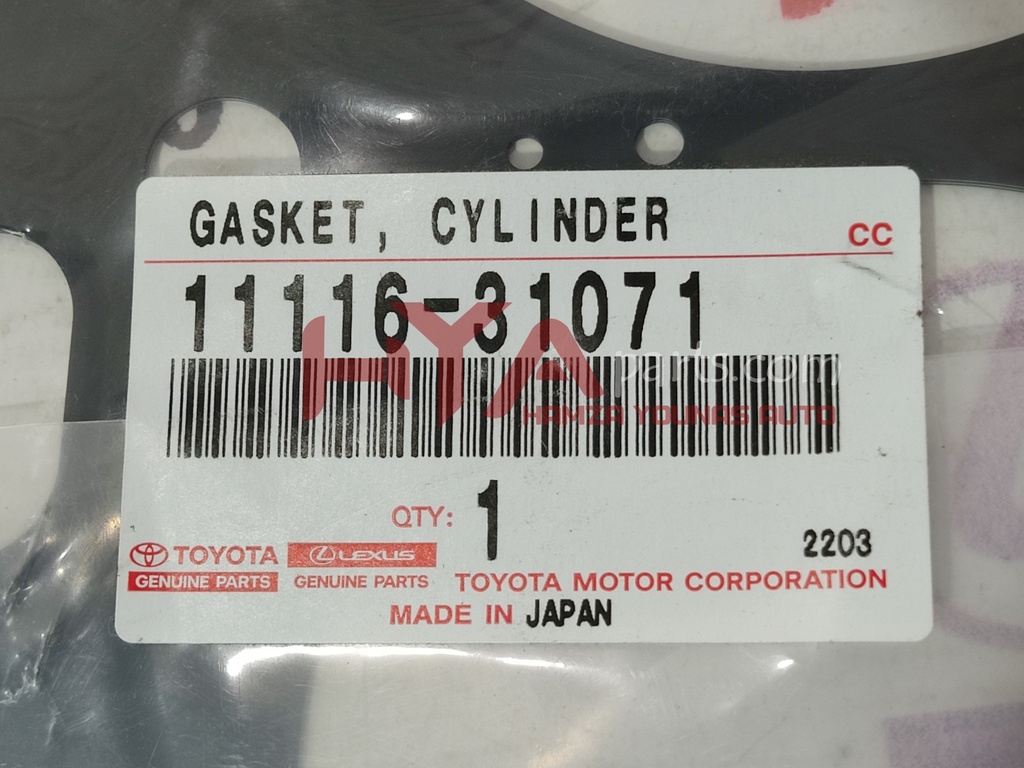 GASKET, CYLINDER
CC
11116-31071
HYA parts.com
HAMZA YOUNAS AUTO
QTY: 1
2203
TOYOTA LEXUS
GENUINE PARTS GENUINE PARTS TOYOTA MOTOR CORPORATION
MADE IN JAPAN